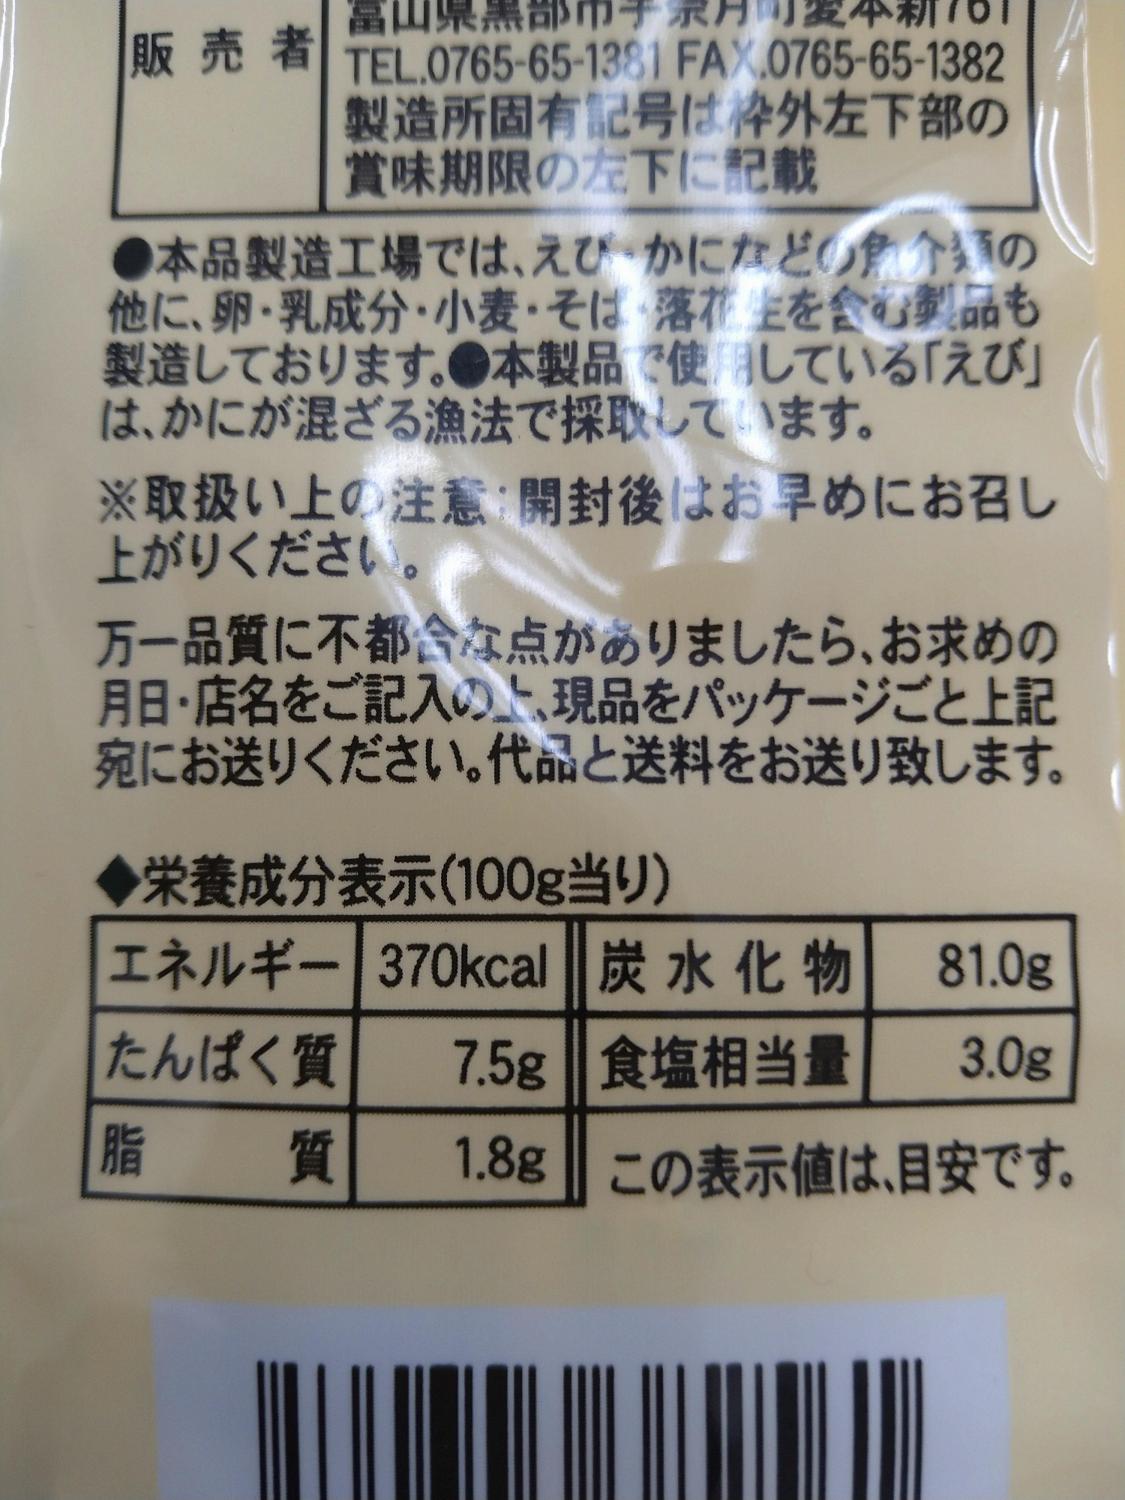 富山県黒部市宇奈月町愛本新761
販売者
TEL.0765-65-1381 FAX.0765-65-1382
製造所固有記号は枠外左下部の
賞味期限の左下に記載
●本品製造工場では、えび・かになどの魚介類の
他に、卵・乳成分・小麦・そば・落花生を含む製品も
製造しております。●本製品で使用している「えび」
は、かにが混ざる漁法で採取しています。
※取扱い上の注意:開封後はお早めにお召し
上がりください。
万一品質に不都合な点がありましたら、お求めの
月日・店名をご記入の上、現品をパッケージごと上記
宛にお送りください。代品と送料をお送り致します。
◆栄養成分表示(100g当り)
エネルギー 370kcal 炭水化物 81.0g
たんぱく質 7.5g 食塩相当量 3.0g
脂質 1.8g この表示値は、目安です。